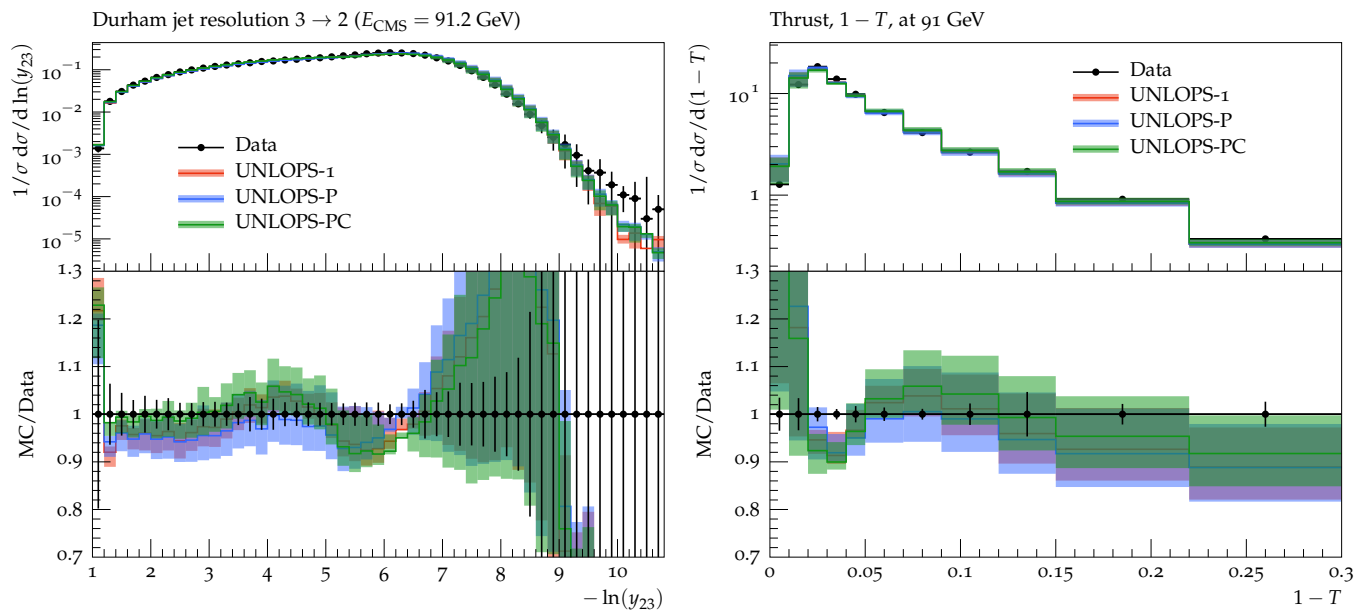 Durham jet resolution 3 → 2 (E_CMS = 91.2 GeV)
1/σ dσ/d ln(y_23)
10^−1
10^−2
10^−3
10^−4
10^−5
Data
UNLOPS-1
UNLOPS-P
UNLOPS-PC
MC/Data
1.3
1.2
1.1
1
0.9
0.8
0.7
1 2 3 4 5 6 7 8 9 10
− ln(y_23)
Thrust, 1 − T, at 91 GeV
1/σ dσ/d(1 − T)
10^1
1
Data
UNLOPS-1
UNLOPS-P
UNLOPS-PC
MC/Data
1.3
1.2
1.1
1
0.9
0.8
0.7
0 0.05 0.1 0.15 0.2 0.25 0.3
1 − T